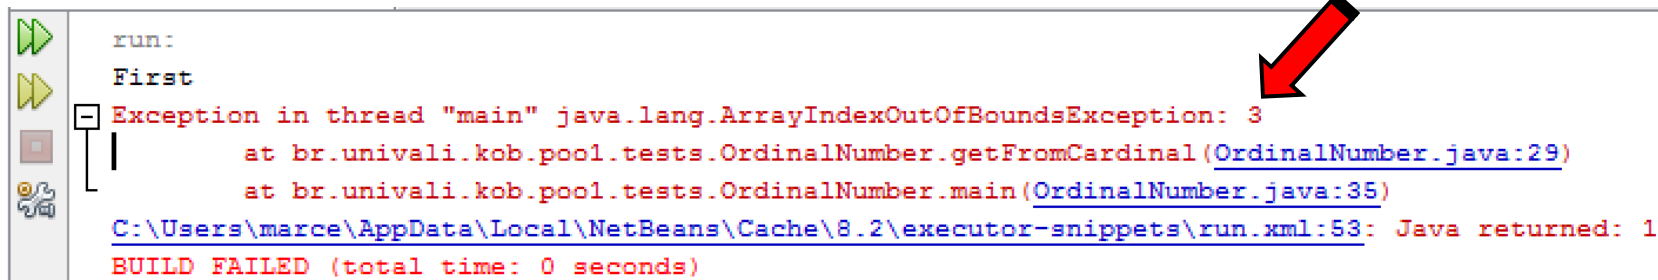 run:
First
Exception in thread "main" java.lang.ArrayIndexOutOfBoundsException: 3
at br.univali.kob.poo1.tests.OrdinalNumber.getFromCardinal(OrdinalNumber.java:29)
at br.univali.kob.poo1.tests.OrdinalNumber.main(OrdinalNumber.java:35)
C:\Users\marce\AppData\Local\NetBeans\Cache\8.2\executor-snippets\run.xml:53: Java returned: 1
BUILD FAILED (total time: 0 seconds)